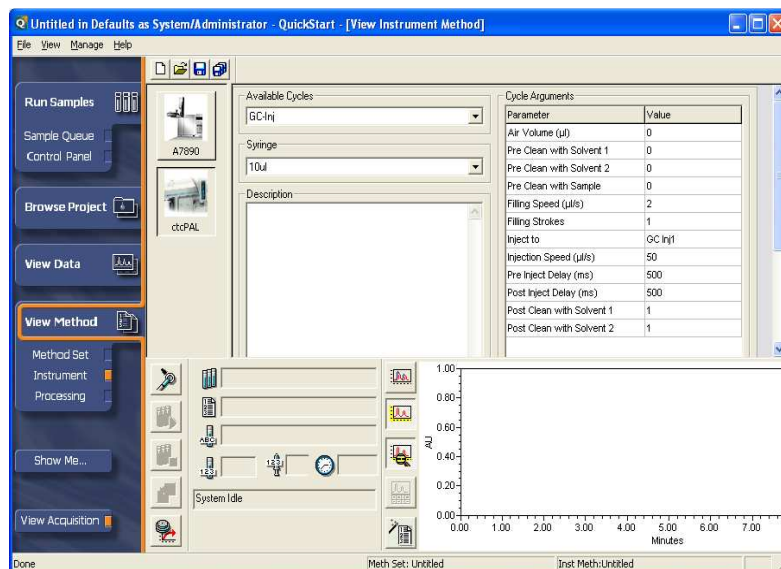 Untitled in Defaults as System/Administrator - QuickStart - [View Instrument Method]
File View Manage Help
Run Samples
Sample Queue
Control Panel
Browse Project
View Data
View Method
Method Set
Instrument
Processing
Show Me...
View Acquisition
A7890
ctcPAL
Available Cycles
GC-Inj
Syringe
10ul
Description
Cycle Arguments
Parameter Value
Air Volume (µl) 0
Pre Clean with Solvent 1 0
Pre Clean with Solvent 2 0
Pre Clean with Sample 0
Filling Speed (µl/s) 2
Filling Strokes 1
Inject to GC Inj1
Injection Speed (µl/s) 50
Pre Inject Delay (ms) 500
Post Inject Delay (ms) 500
Post Clean with Solvent 1 1
Post Clean with Solvent 2 1
ABC
123
123
System Idle
AU
1.00
0.80
0.60
0.40
0.20
0.00
0.00 1.00 2.00 3.00 4.00 5.00 6.00 7.00
Minutes
Done
Meth Set: Untitled
Inst Meth:Untitled